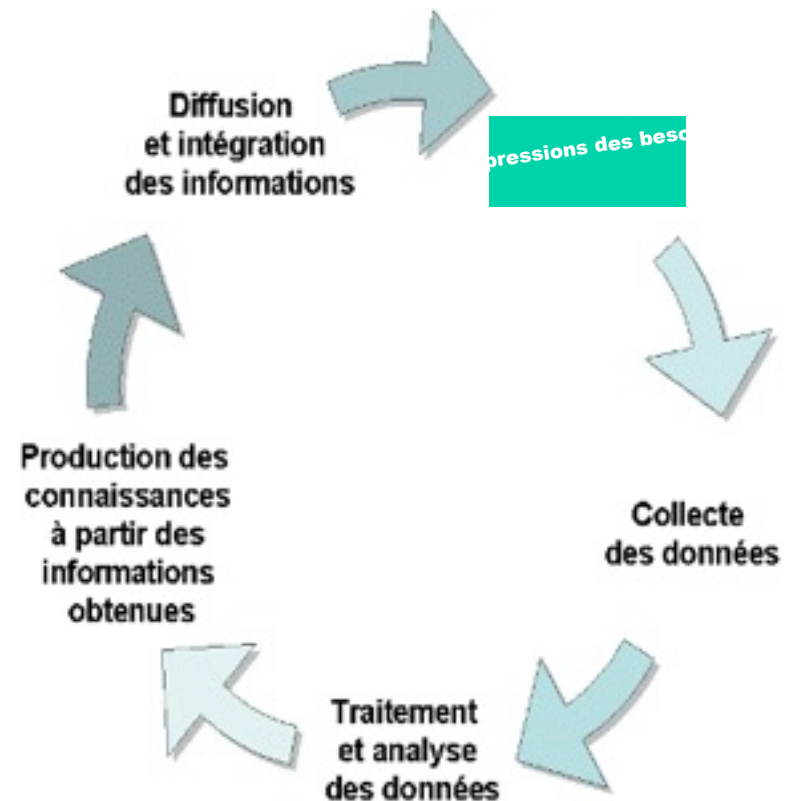 Diffusion
et intégration
des informations
pressions des beso
Collecte
des données
Traitement
et analyse
des données
Production des
connaissances
à partir des
informations
obtenues